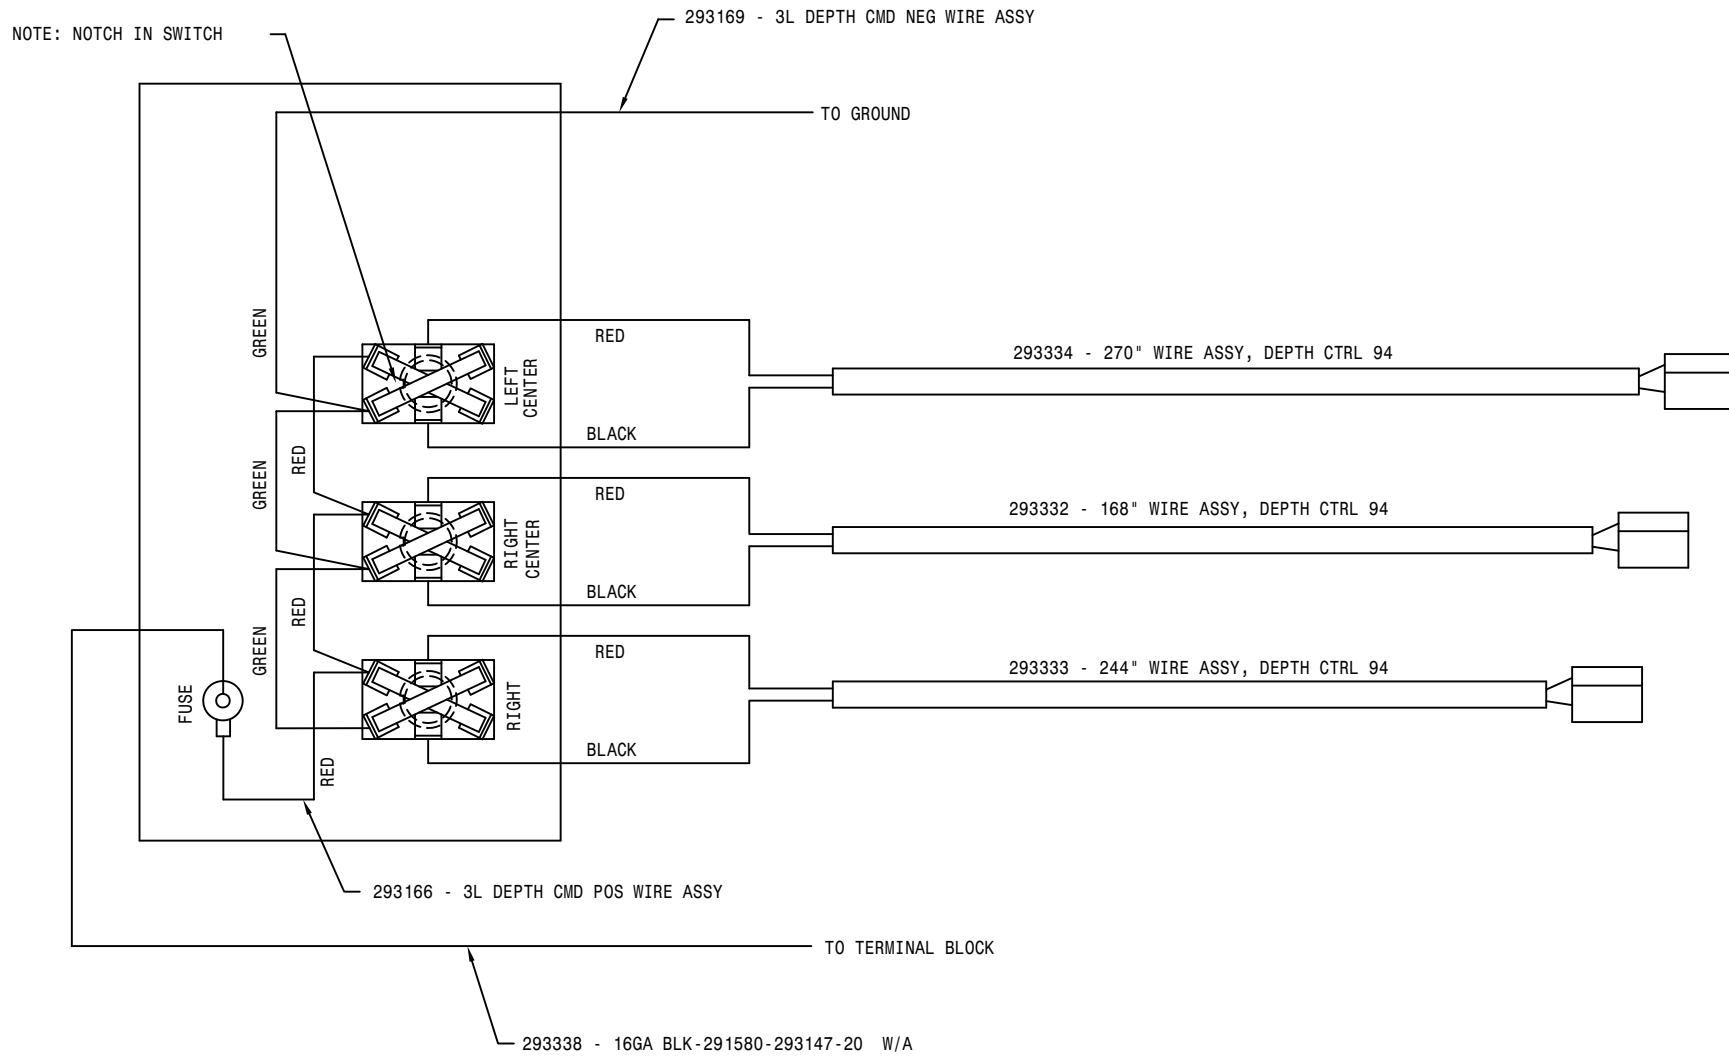 293169 - 3L DEPTH CMD NEG WIRE ASSY
NOTE: NOTCH IN SWITCH
TO GROUND
GREEN
RED
LEFT
CENTER
293334 - 270" WIRE ASSY, DEPTH CTRL 94
BLACK
GREEN
RED
RED
RIGHT
CENTER
293332 - 168" WIRE ASSY, DEPTH CTRL 94
BLACK
GREEN
RED
RED
RIGHT
293333 - 244" WIRE ASSY, DEPTH CTRL 94
FUSE
BLACK
RED
293166 - 3L DEPTH CMD POS WIRE ASSY
TO TERMINAL BLOCK
293338 - 16GA BLK-291580-293147-20 W/A